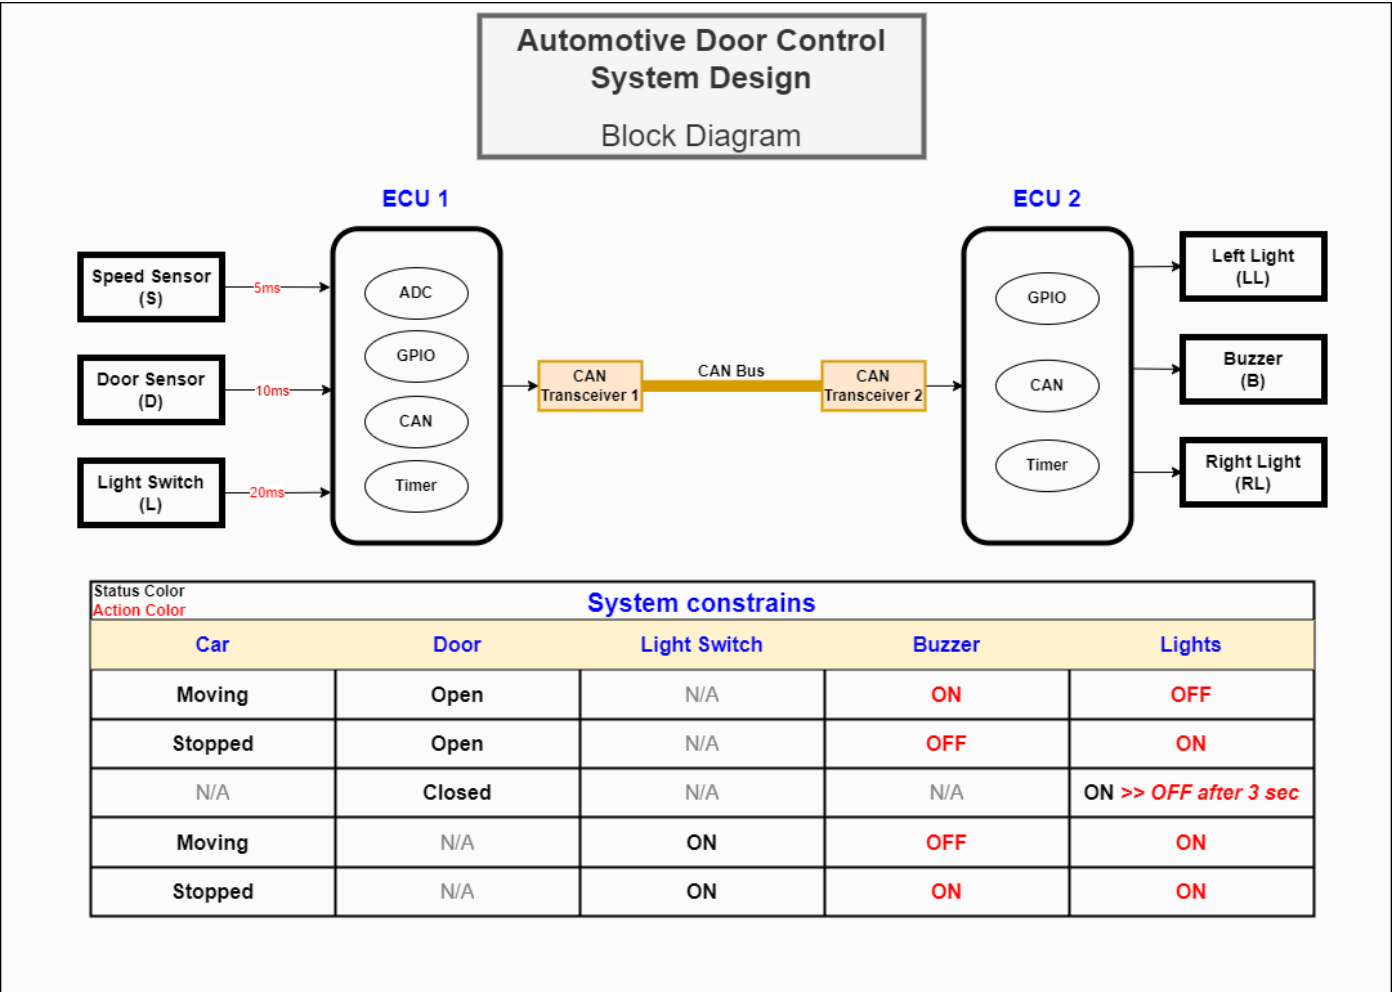 Automotive Door Control
System Design
Block Diagram
ECU 1
ECU 2
Speed Sensor
(S)
5ms
Door Sensor
(D)
10ms
Light Switch
(L)
20ms
ADC
GPIO
CAN
Timer
CAN
Transceiver 1
CAN Bus
CAN
Transceiver 2
GPIO
CAN
Timer
Left Light
(LL)
Buzzer
(B)
Right Light
(RL)
Status Color
Action Color
System constrains
Car Door Light Switch Buzzer Lights
Moving Open N/A ON OFF
Stopped Open N/A OFF ON
N/A Closed N/A N/A ON >> OFF after 3 sec
Moving N/A ON OFF ON
Stopped N/A ON ON ON